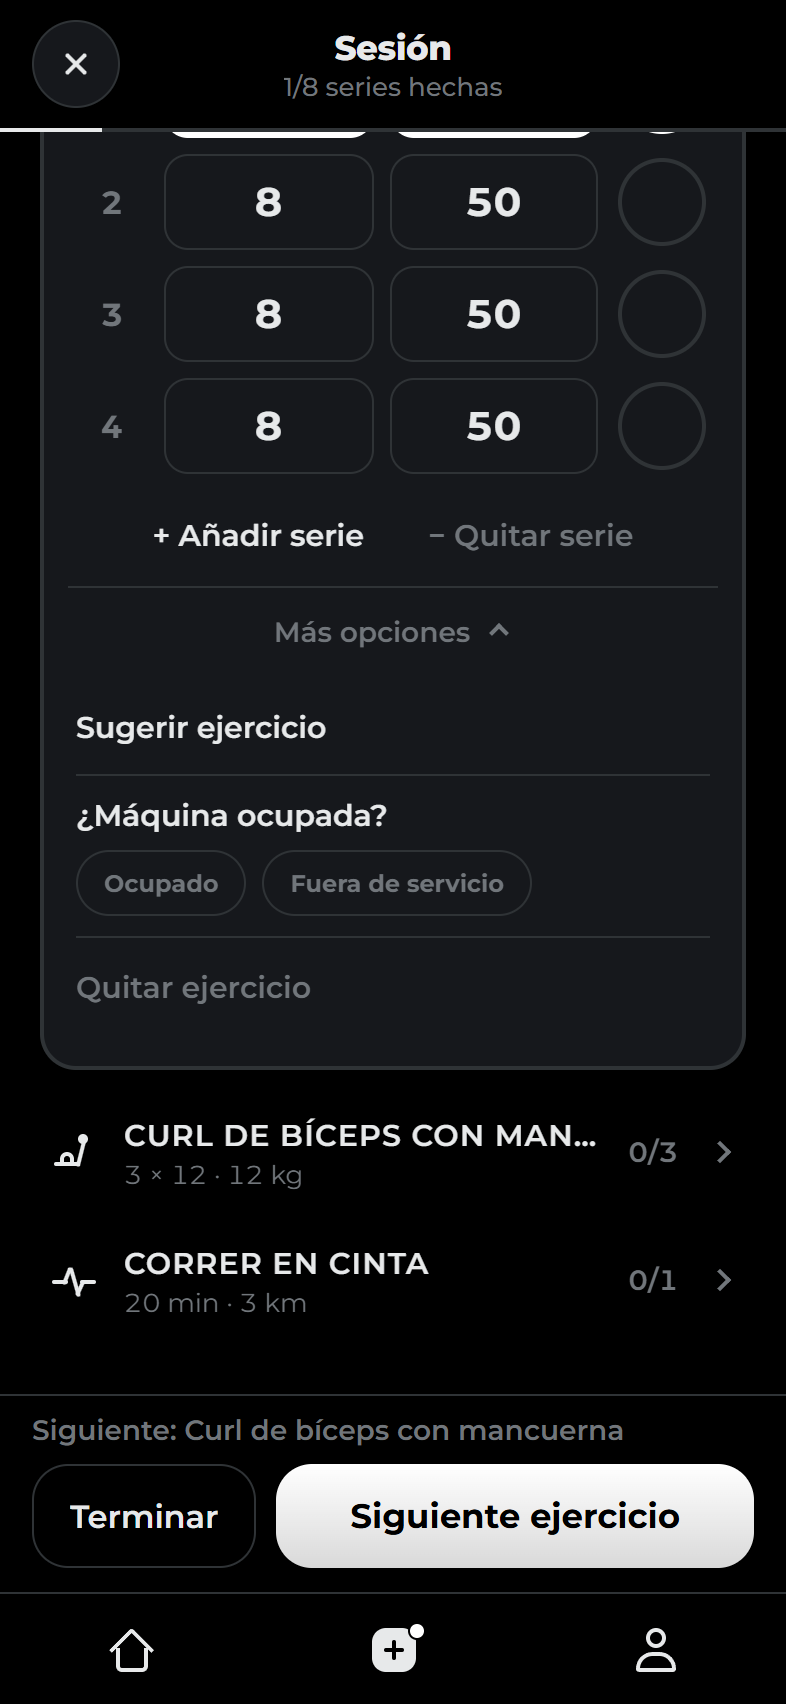 Sesión
1/8 series hechas
2 8 50
3 8 50
4 8 50
+ Añadir serie − Quitar serie
Más opciones
Sugerir ejercicio
¿Máquina ocupada?
Ocupado Fuera de servicio
Quitar ejercicio
CURL DE BÍCEPS CON MAN... 0/3
3 × 12 · 12 kg
CORRER EN CINTA 0/1
20 min · 3 km
Siguiente: Curl de bíceps con mancuerna
Terminar Siguiente ejercicio